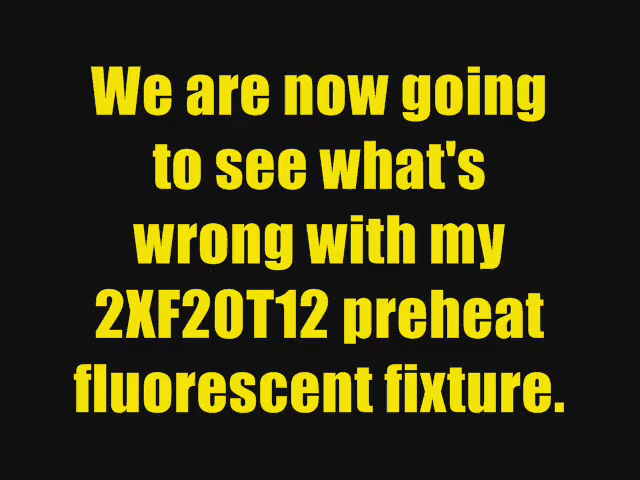 We are now going
to see what's
wrong with my
2XF20T12 preheat
fluorescent fixture.